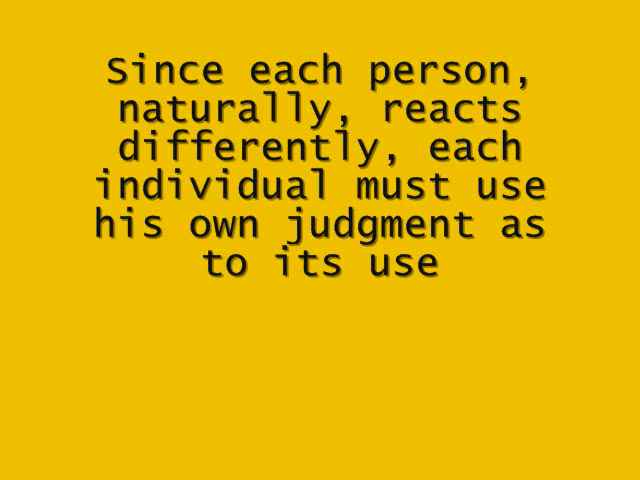 Since each person,
naturally, reacts
differently, each
individual must use
his own judgment as
to its use